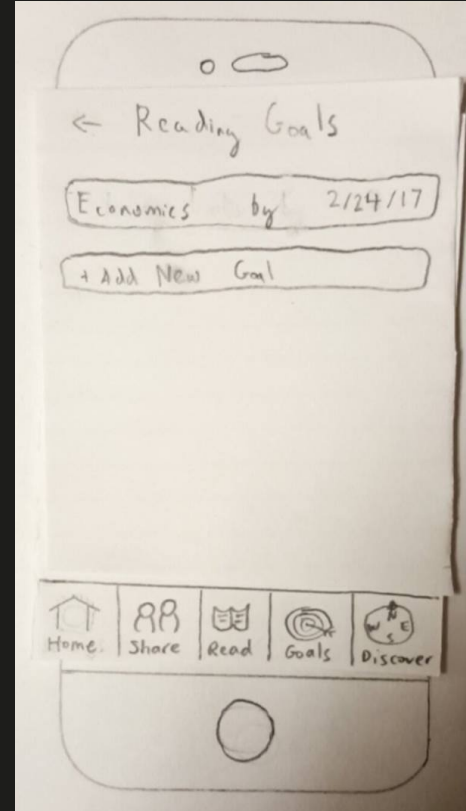 ← Reading Goals
Economics by 2/24/17
+ Add New Goal
Home Share Read Goals Discover
N
W E
S